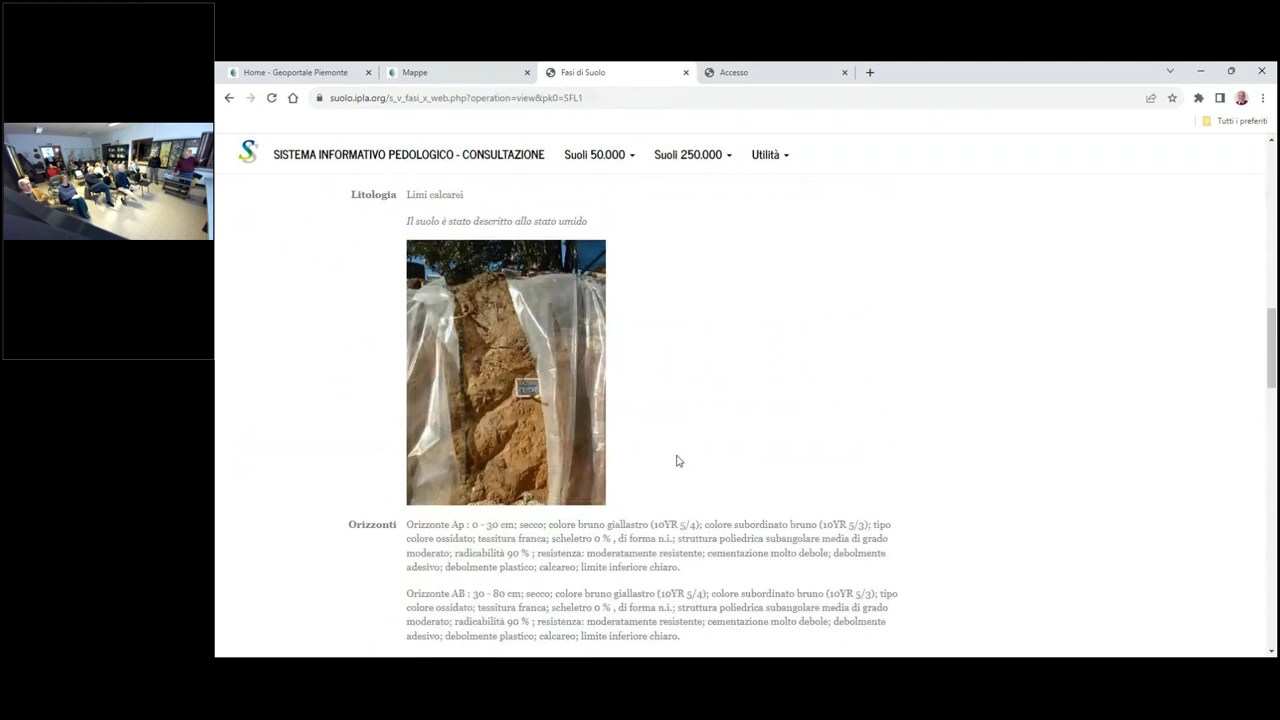 Home - Geoportale Piemonte
Mappe
Fasi di Suolo
Accesso
suolo.ipla.org/s_v_fasi_x_web.php?operation=view&pk0=SFL1
Tutti i preferiti
SISTEMA INFORMATIVO PEDOLOGICO - CONSULTAZIONE
Suoli 50.000
Suoli 250.000
Utilità
Litologia Limi calcarei
Il suolo è stato descritto allo stato umido
Orizzonti Orizzonte Ap : 0 - 30 cm; secco; colore bruno giallastro (10YR 5/4); colore subordinato bruno (10YR 5/3); tipo
colore ossidato; tessitura franca; scheletro 0 % , di forma n.i.; struttura poliedrica subangolare media di grado
moderato; radicabilità 90 % ; resistenza: moderatamente resistente; cementazione molto debole; debolmente
adesivo; debolmente plastico; calcareo; limite inferiore chiaro.
Orizzonte AB : 30 - 80 cm; secco; colore bruno giallastro (10YR 5/4); colore subordinato bruno (10YR 5/3); tipo
colore ossidato; tessitura franca; scheletro 0 % , di forma n.i.; struttura poliedrica subangolare media di grado
moderato; radicabilità 90 % ; resistenza: moderatamente resistente; cementazione molto debole; debolmente
adesivo; debolmente plastico; calcareo; limite inferiore chiaro.